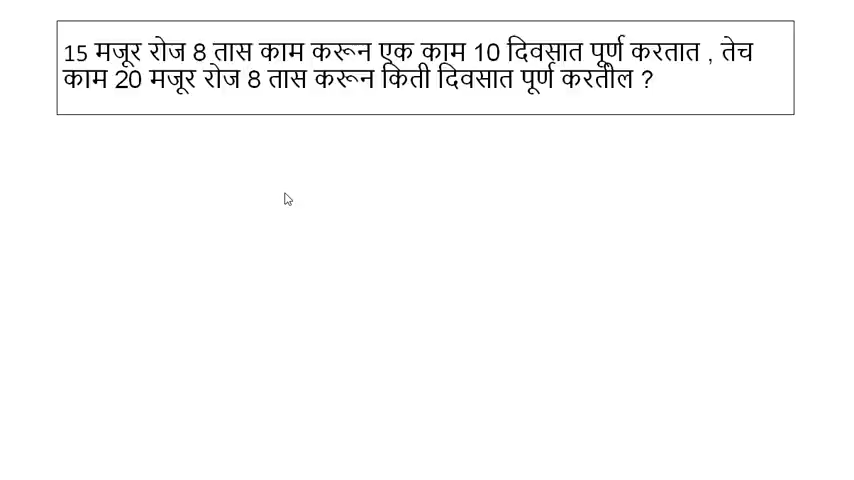 15 मजूर रोज 8 तास काम करून एक काम 10 दिवसात पूर्ण करतात , तेच
काम 20 मजूर रोज 8 तास करून किती दिवसात पूर्ण करतील ?